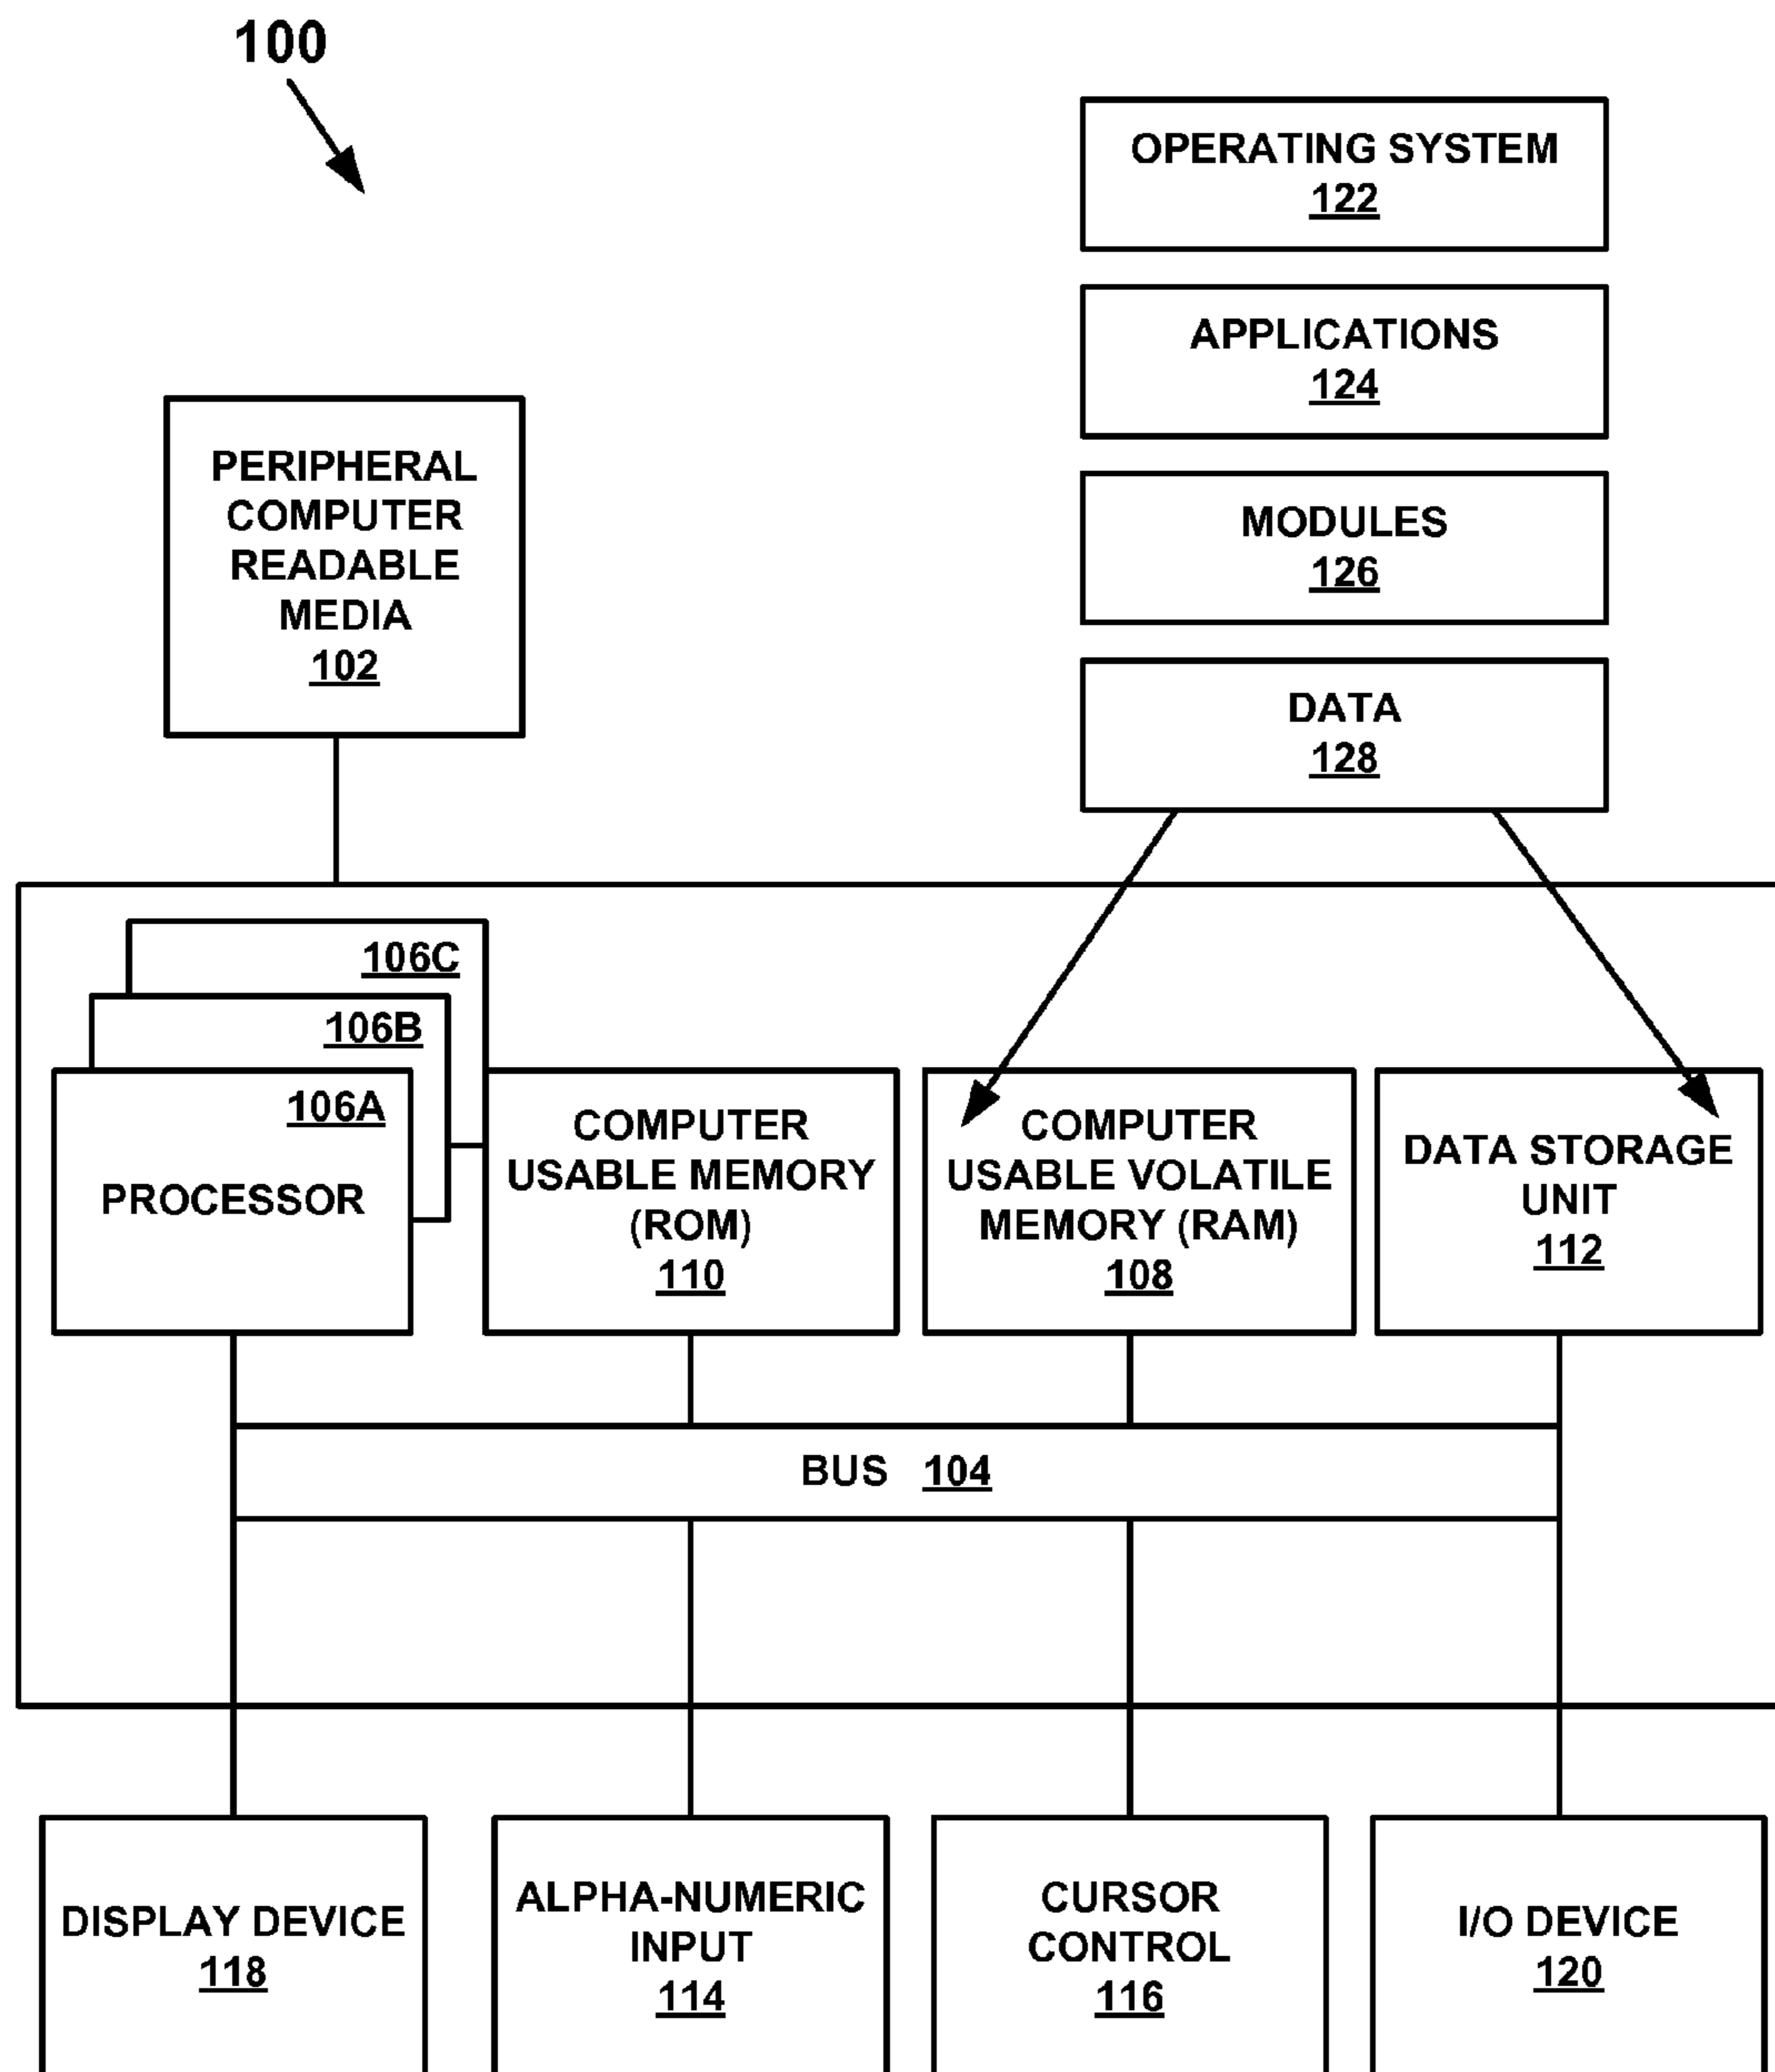 100
OPERATING SYSTEM
122
APPLICATIONS
124
MODULES
126
DATA
128
PERIPHERAL
COMPUTER
READABLE
MEDIA
102
106C
106B
106A
PROCESSOR
COMPUTER
USABLE MEMORY
(ROM)
110
COMPUTER
USABLE VOLATILE
MEMORY (RAM)
108
DATA STORAGE
UNIT
112
BUS 104
DISPLAY DEVICE
118
ALPHA-NUMERIC
INPUT
114
CURSOR
CONTROL
116
I/O DEVICE
120